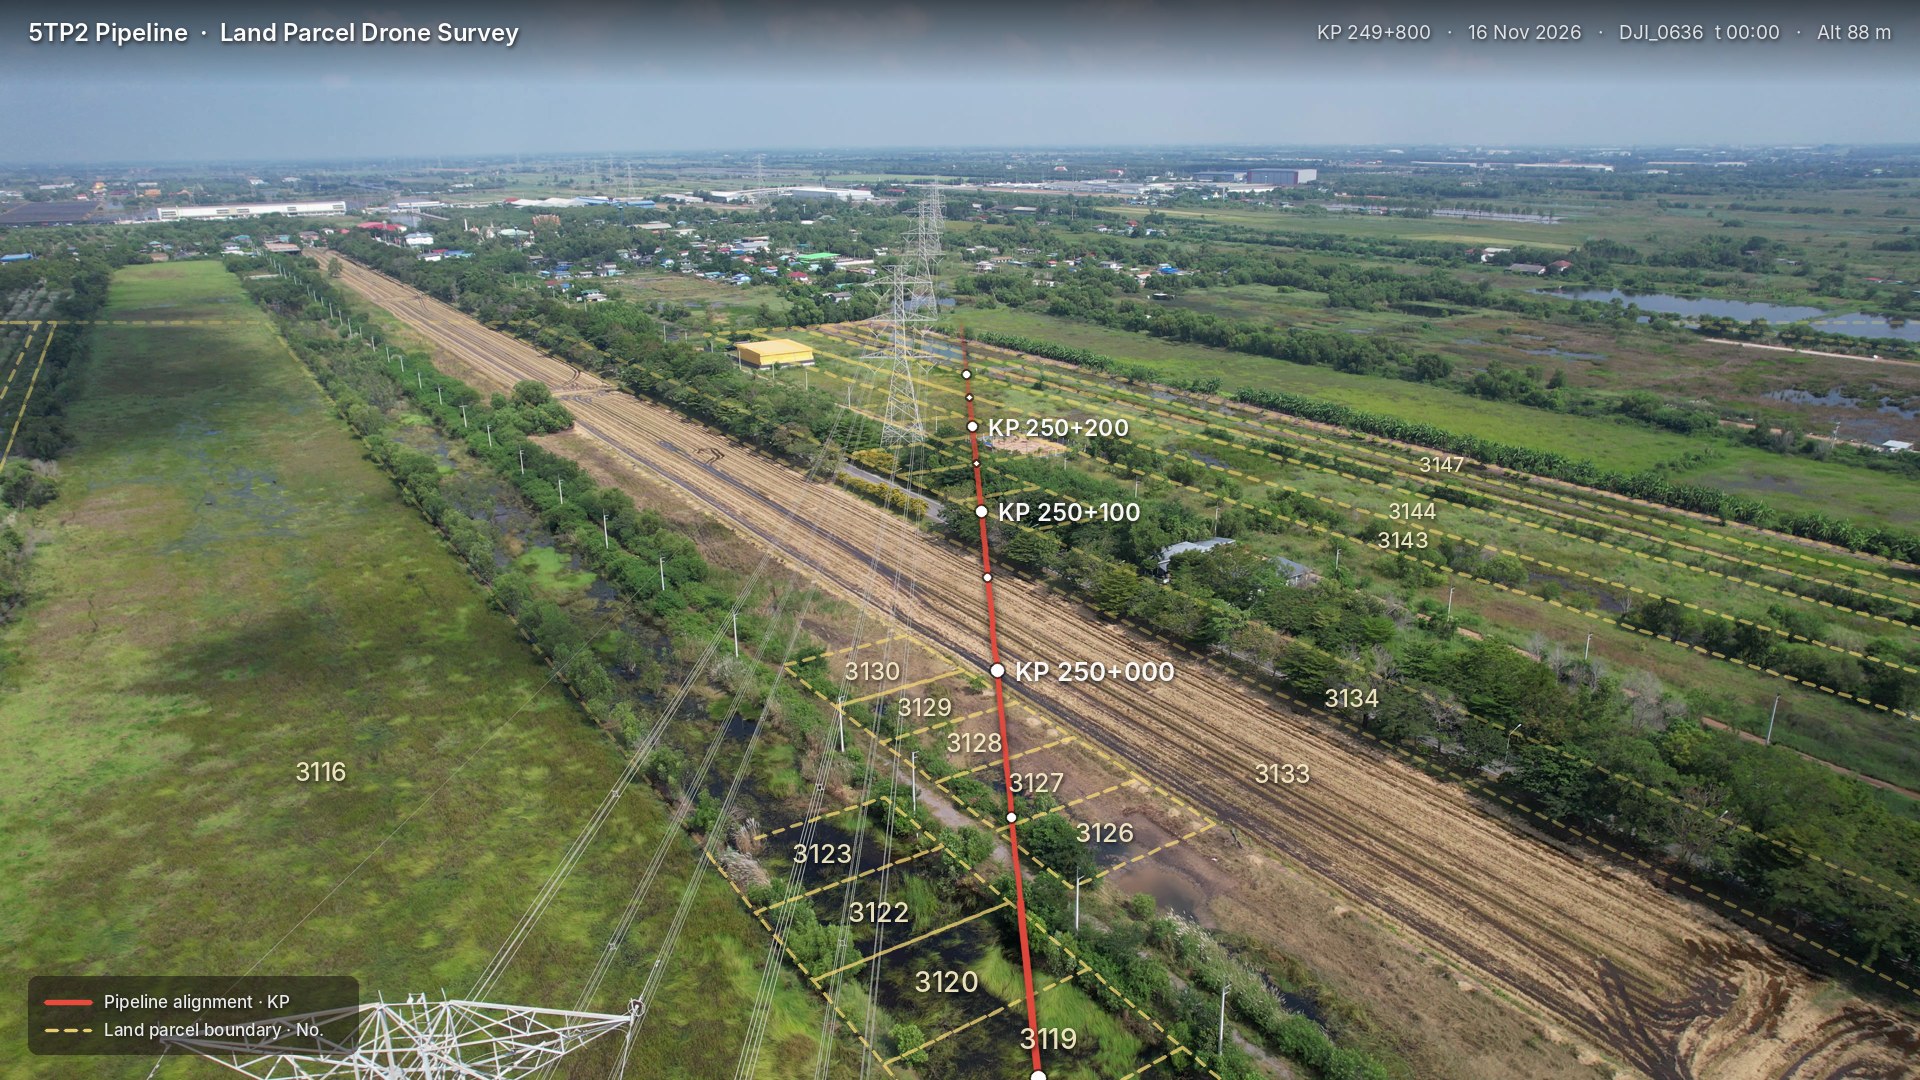 5TP2 Pipeline · Land Parcel Drone Survey
KP 249+800 · 16 Nov 2026 · DJI_0636 t 00:00 · Alt 88 m
KP 250+200
3147
KP 250+100
3144
3143
3130
KP 250+000
3134
3129
3128
3116
3127
3133
3126
3123
3122
3120
3119
Pipeline alignment · KP
Land parcel boundary · No.